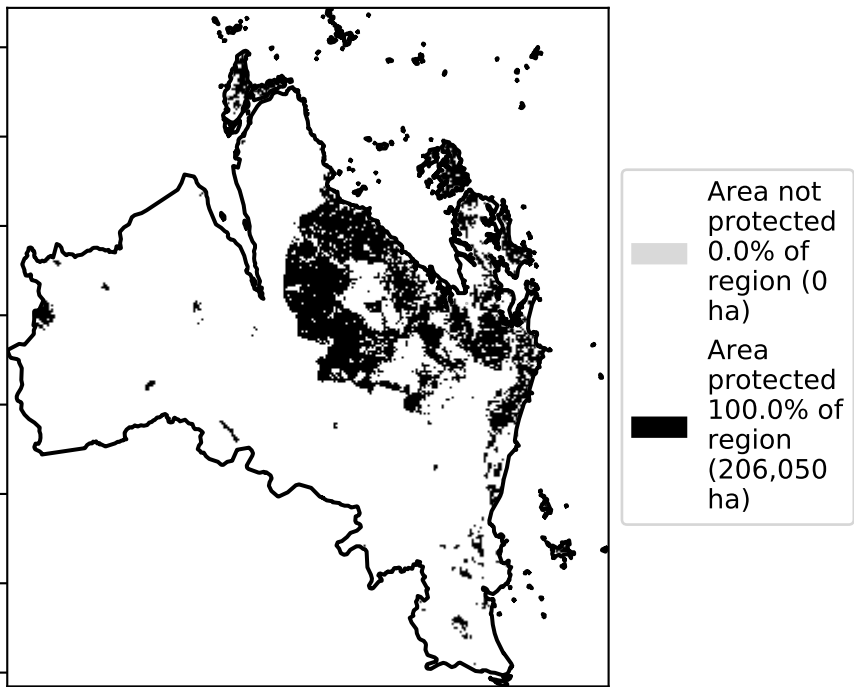 Area not
protected
0.0% of
region (0
ha)
Area
protected
100.0% of
region
(206,050
ha)